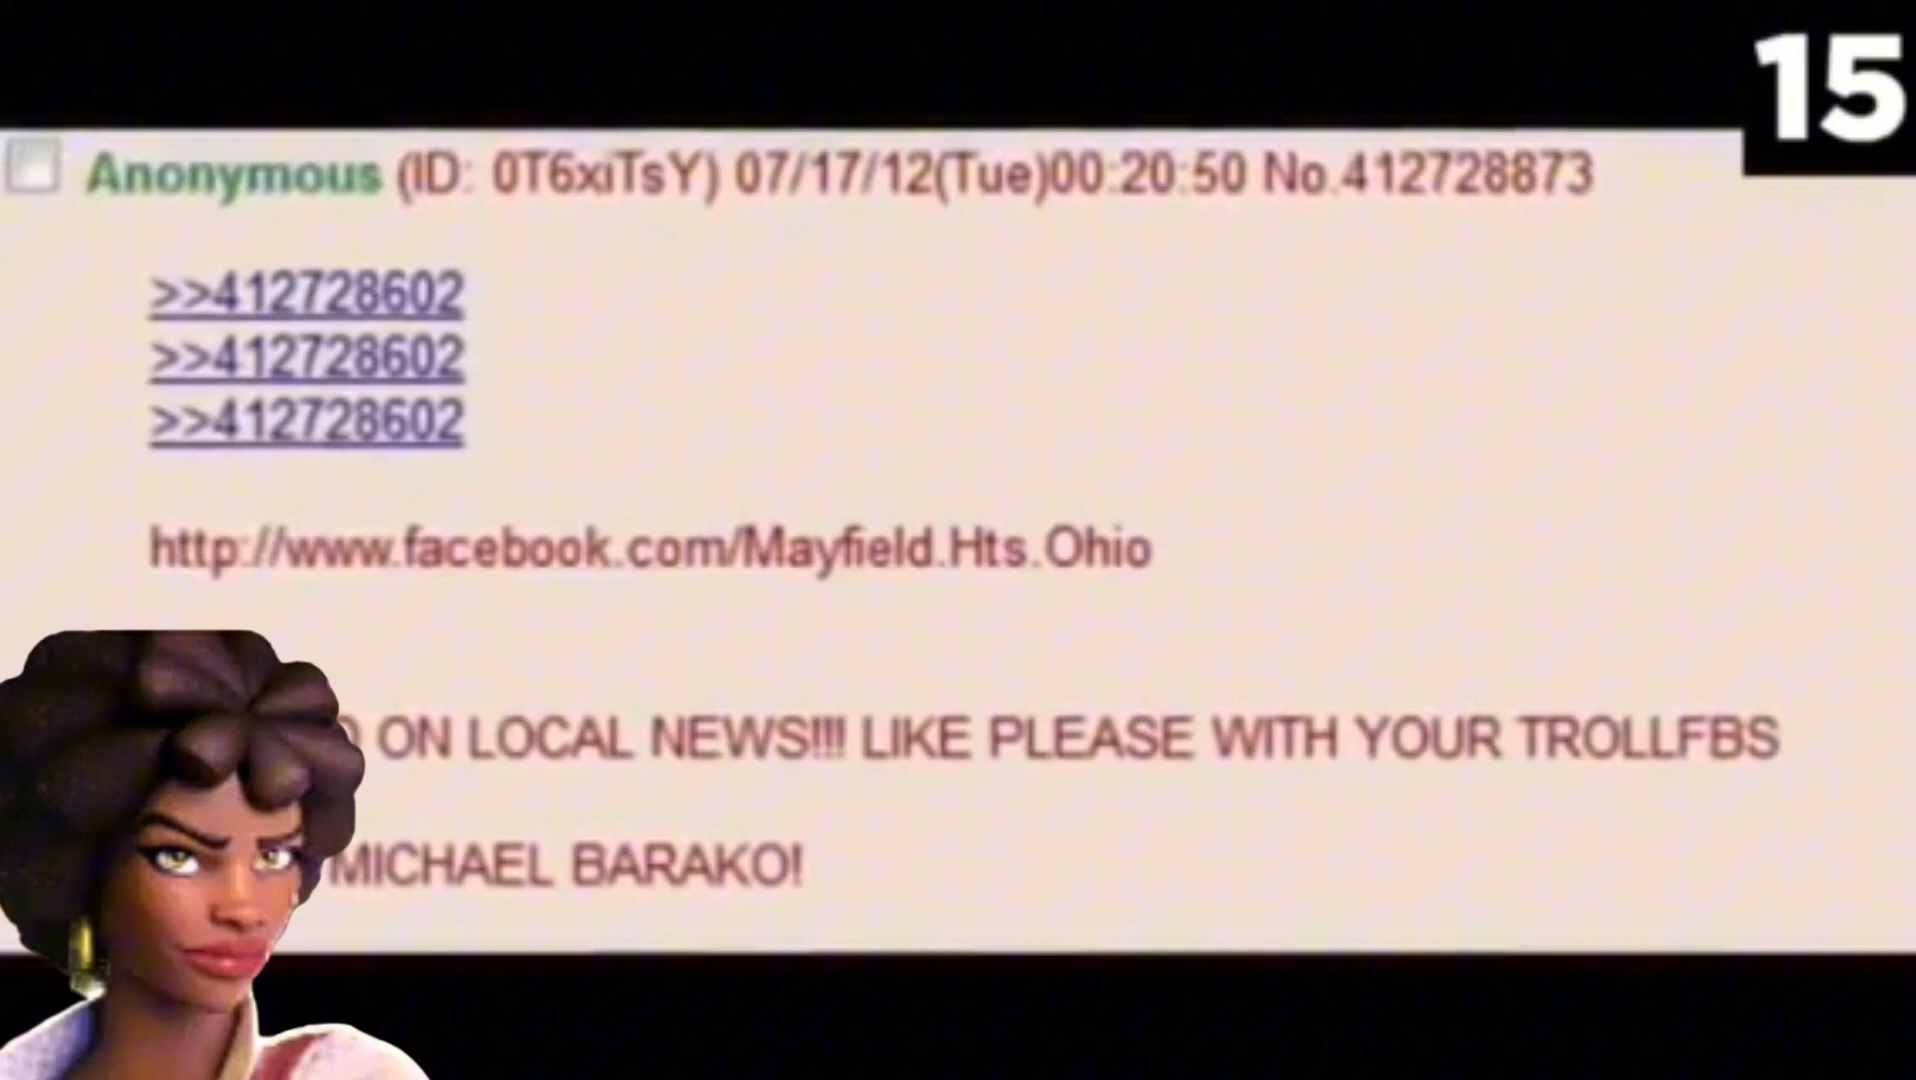 15
Anonymous (ID: 0T6xiTsY) 07/17/12(Tue)00:20:50 No.412728873
>>412728602
>>412728602
>>412728602
http://www.facebook.com/Mayfield.Hts.Ohio
ON LOCAL NEWS!!! LIKE PLEASE WITH YOUR TROLLFBS
MICHAEL BARAKO!